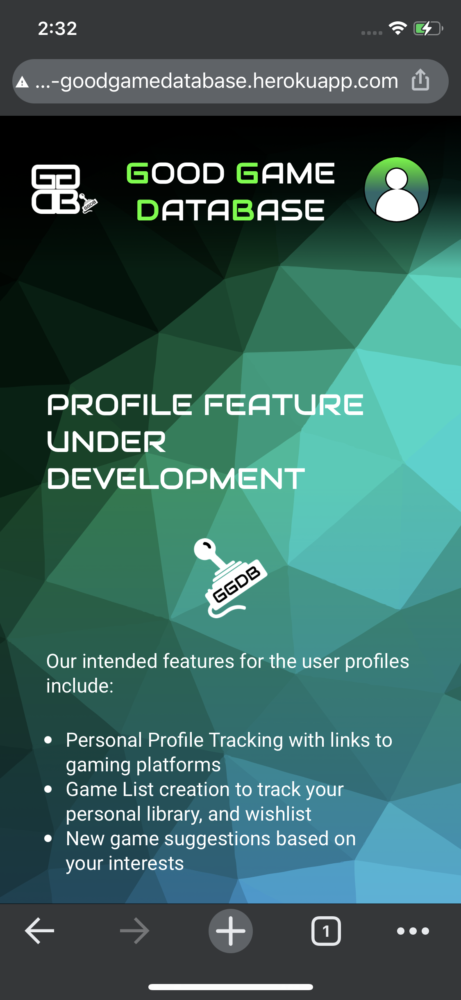 2:32
...-goodgamedatabase.herokuapp.com
GGDB
GGDB
GOOD GAME
DATABASE
PROFILE FEATURE
UNDER
DEVELOPMENT
GGDB
Our intended features for the user profiles
include:
• Personal Profile Tracking with links to
gaming platforms
• Game List creation to track your
personal library, and wishlist
• New game suggestions based on
your interests
1